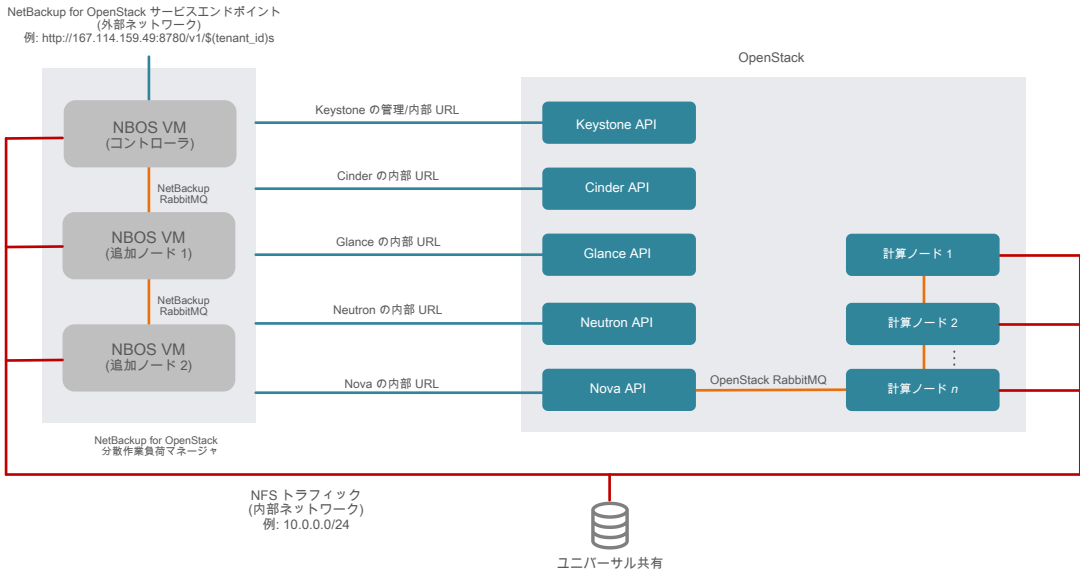 NetBackup for OpenStack サービスエンドポイント
(外部ネットワーク)
例: http://167.114.159.49:8780/v1/$(tenant_id)s
OpenStack
NBOS VM
(コントローラ)
NetBackup
RabbitMQ
NBOS VM
(追加ノード 1)
NetBackup
RabbitMQ
NBOS VM
(追加ノード 2)
NetBackup for OpenStack
分散作業負荷マネージャ
Keystone の管理/内部 URL
Cinder の内部 URL
Glance の内部 URL
Neutron の内部 URL
Nova の内部 URL
Keystone API
Cinder API
Glance API
Neutron API
Nova API
OpenStack RabbitMQ
計算ノード 1
計算ノード 2
⋮
計算ノード n
NFS トラフィック
(内部ネットワーク)
例: 10.0.0.0/24
ユニバーサル共有